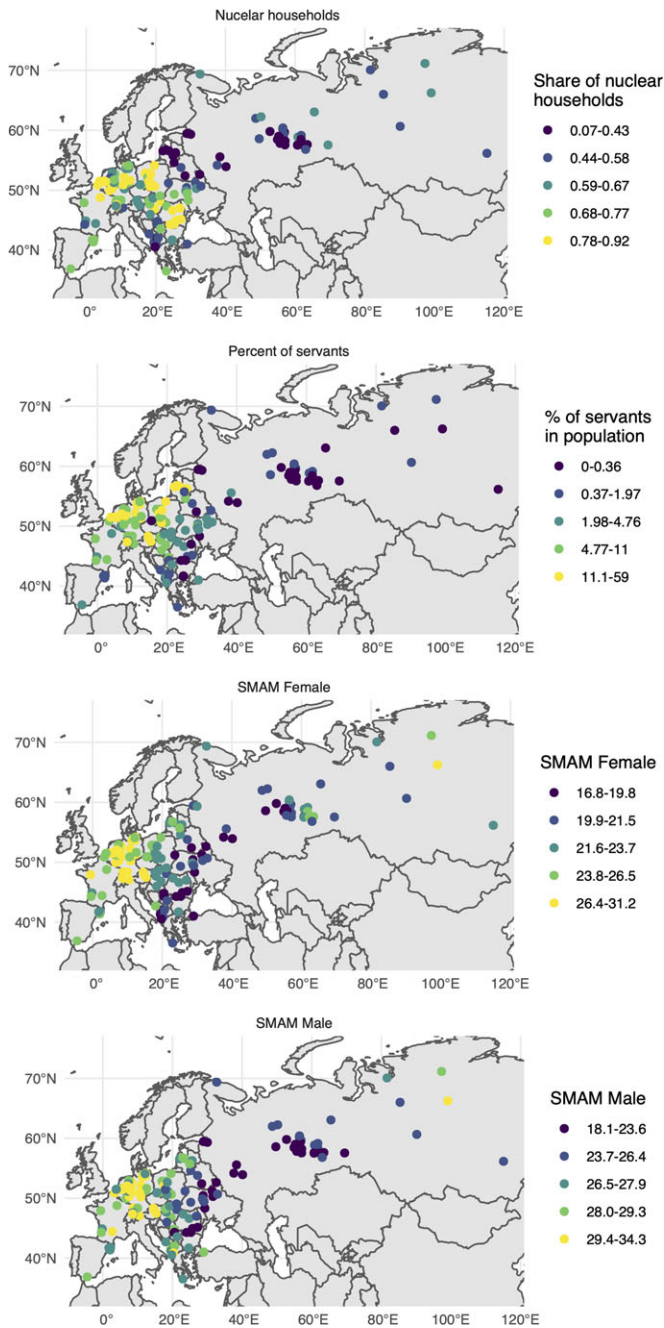 Nucelar households
70°N
60°N
50°N
40°N
0°
20°E
40°E
60°E
80°E
100°E
120°E
Share of nuclear
households
0.07-0.43
0.44-0.58
0.59-0.67
0.68-0.77
0.78-0.92
Percent of servants
70°N
60°N
50°N
40°N
0°
20°E
40°E
60°E
80°E
100°E
120°E
% of servants
in population
0-0.36
0.37-1.97
1.98-4.76
4.77-11
11.1-59
SMAM Female
70°N
60°N
50°N
40°N
0°
20°E
40°E
60°E
80°E
100°E
120°E
SMAM Female
16.8-19.8
19.9-21.5
21.6-23.7
23.8-26.5
26.4-31.2
SMAM Male
70°N
60°N
50°N
40°N
0°
20°E
40°E
60°E
80°E
100°E
120°E
SMAM Male
18.1-23.6
23.7-26.4
26.5-27.9
28.0-29.3
29.4-34.3